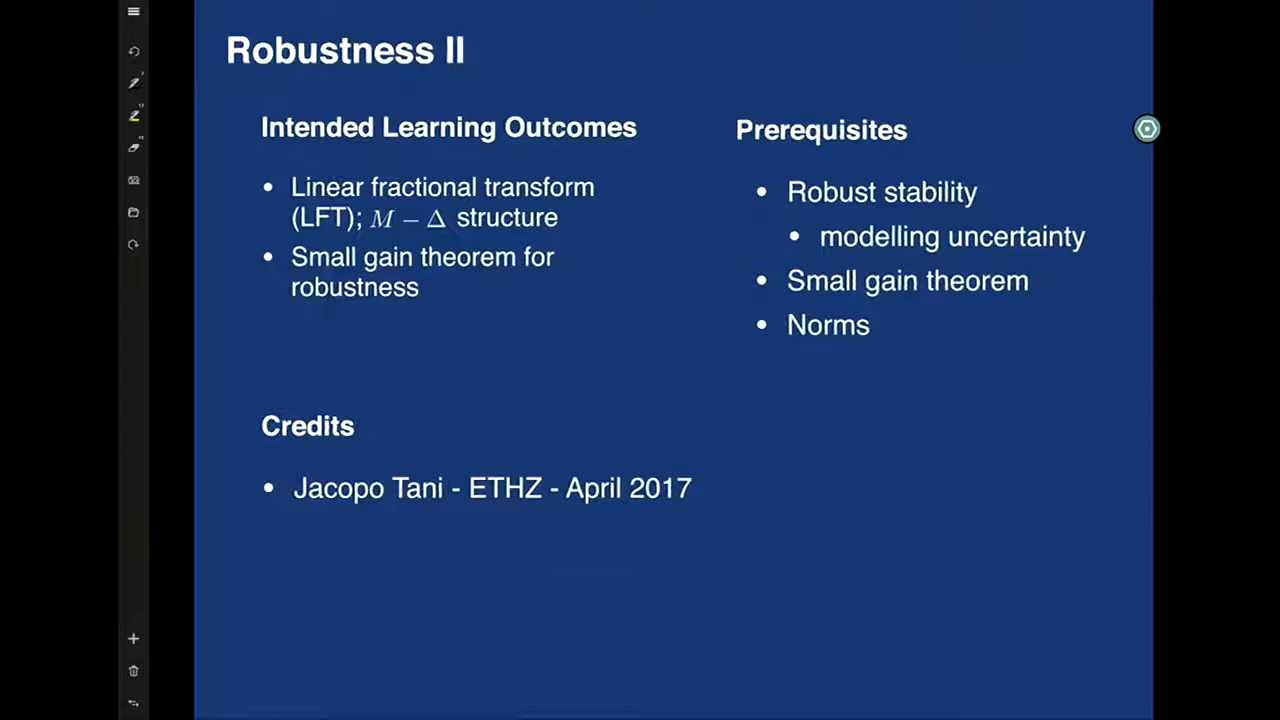 Robustness II
Intended Learning Outcomes
• Linear fractional transform
(LFT); M − Δ structure
• Small gain theorem for
robustness
Prerequisites
• Robust stability
• modelling uncertainty
• Small gain theorem
• Norms
Credits
• Jacopo Tani - ETHZ - April 2017